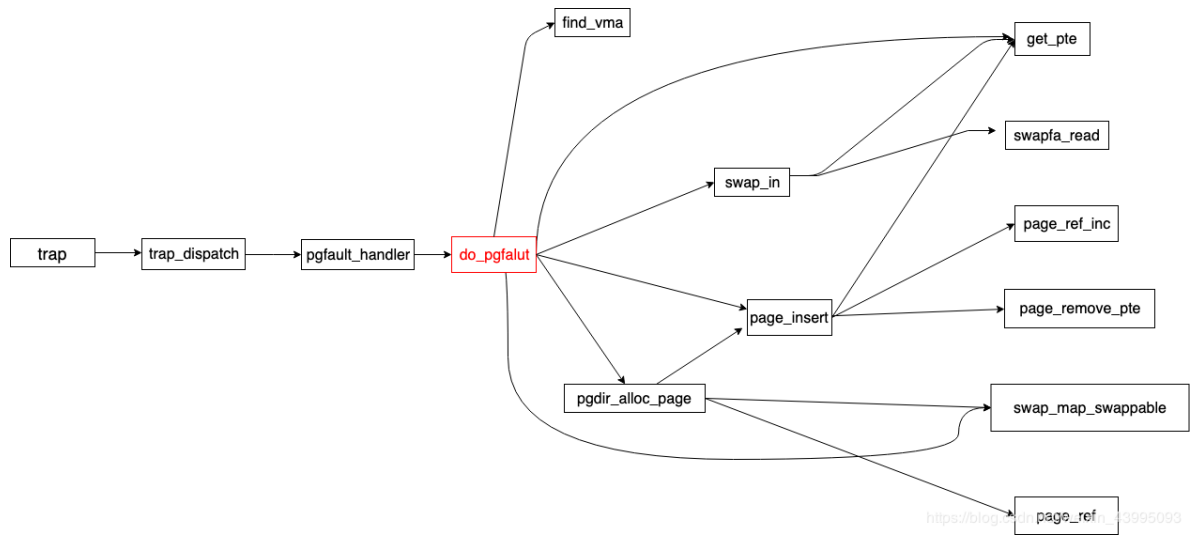 find_vma
get_pte
swapfa_read
swap_in
page_ref_inc
trap
trap_dispatch
pgfault_handler
do_pgfalut
page_insert
page_remove_pte
pgdir_alloc_page
swap_map_swappable
page_ref